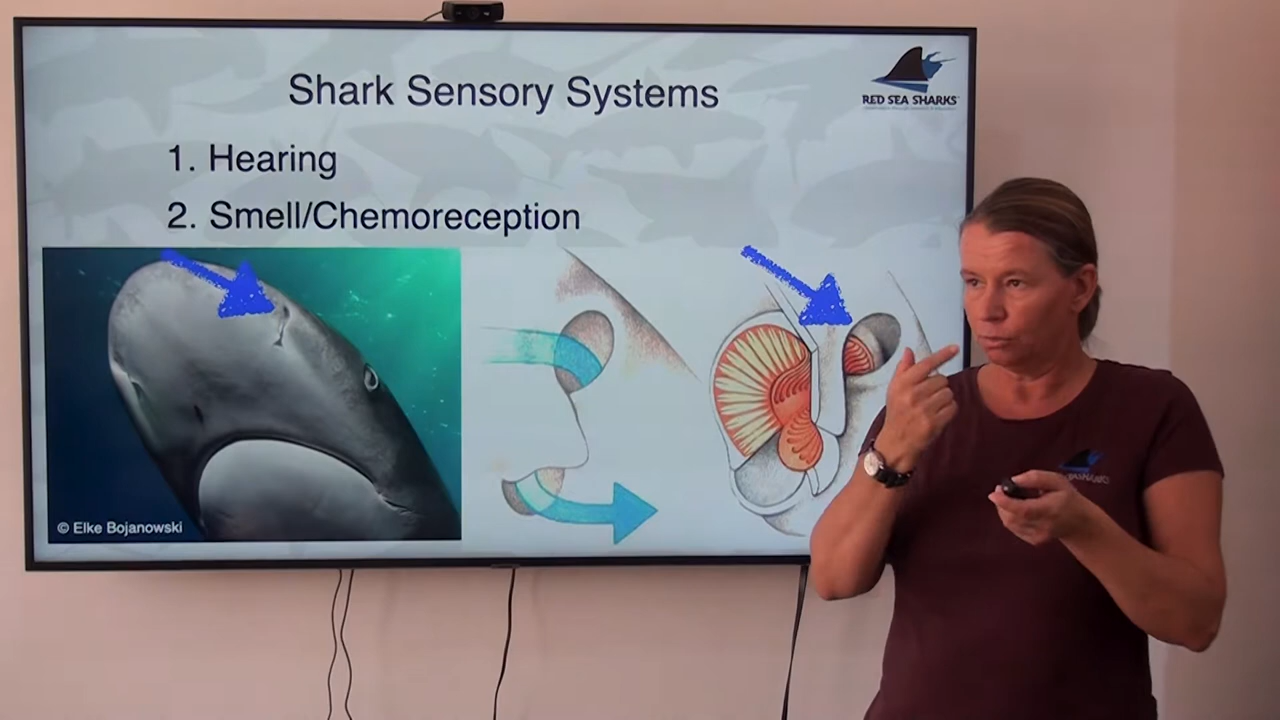 Shark Sensory Systems
RED SEA SHARKS
1. Hearing
2. Smell/Chemoreception
© Elke Bojanowski